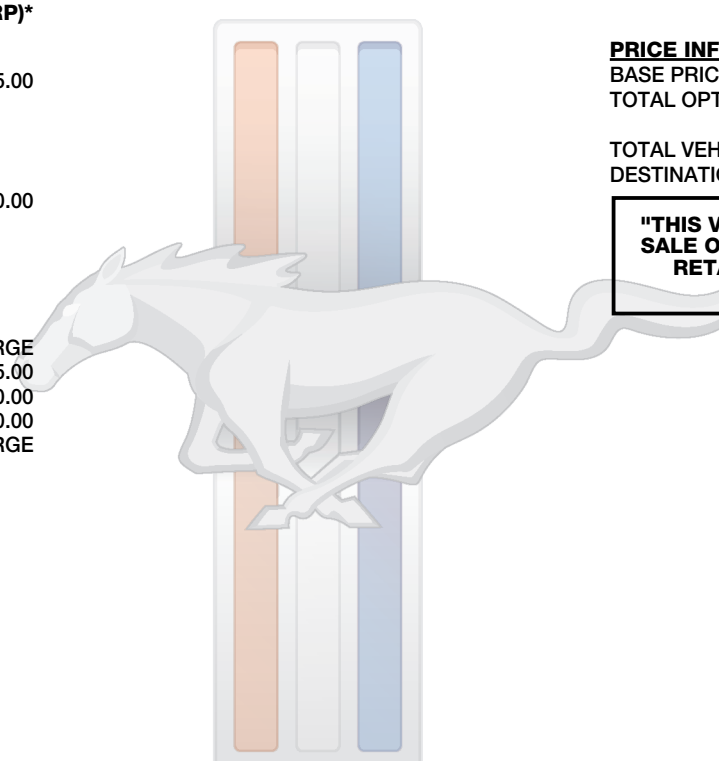 RP)*
5.00
0.00
RGE
5.00
0.00
0.00
RGE
PRICE INF
BASE PRIC
TOTAL OPT
TOTAL VEH
DESTINATIO
"THIS V
SALE O
RETA